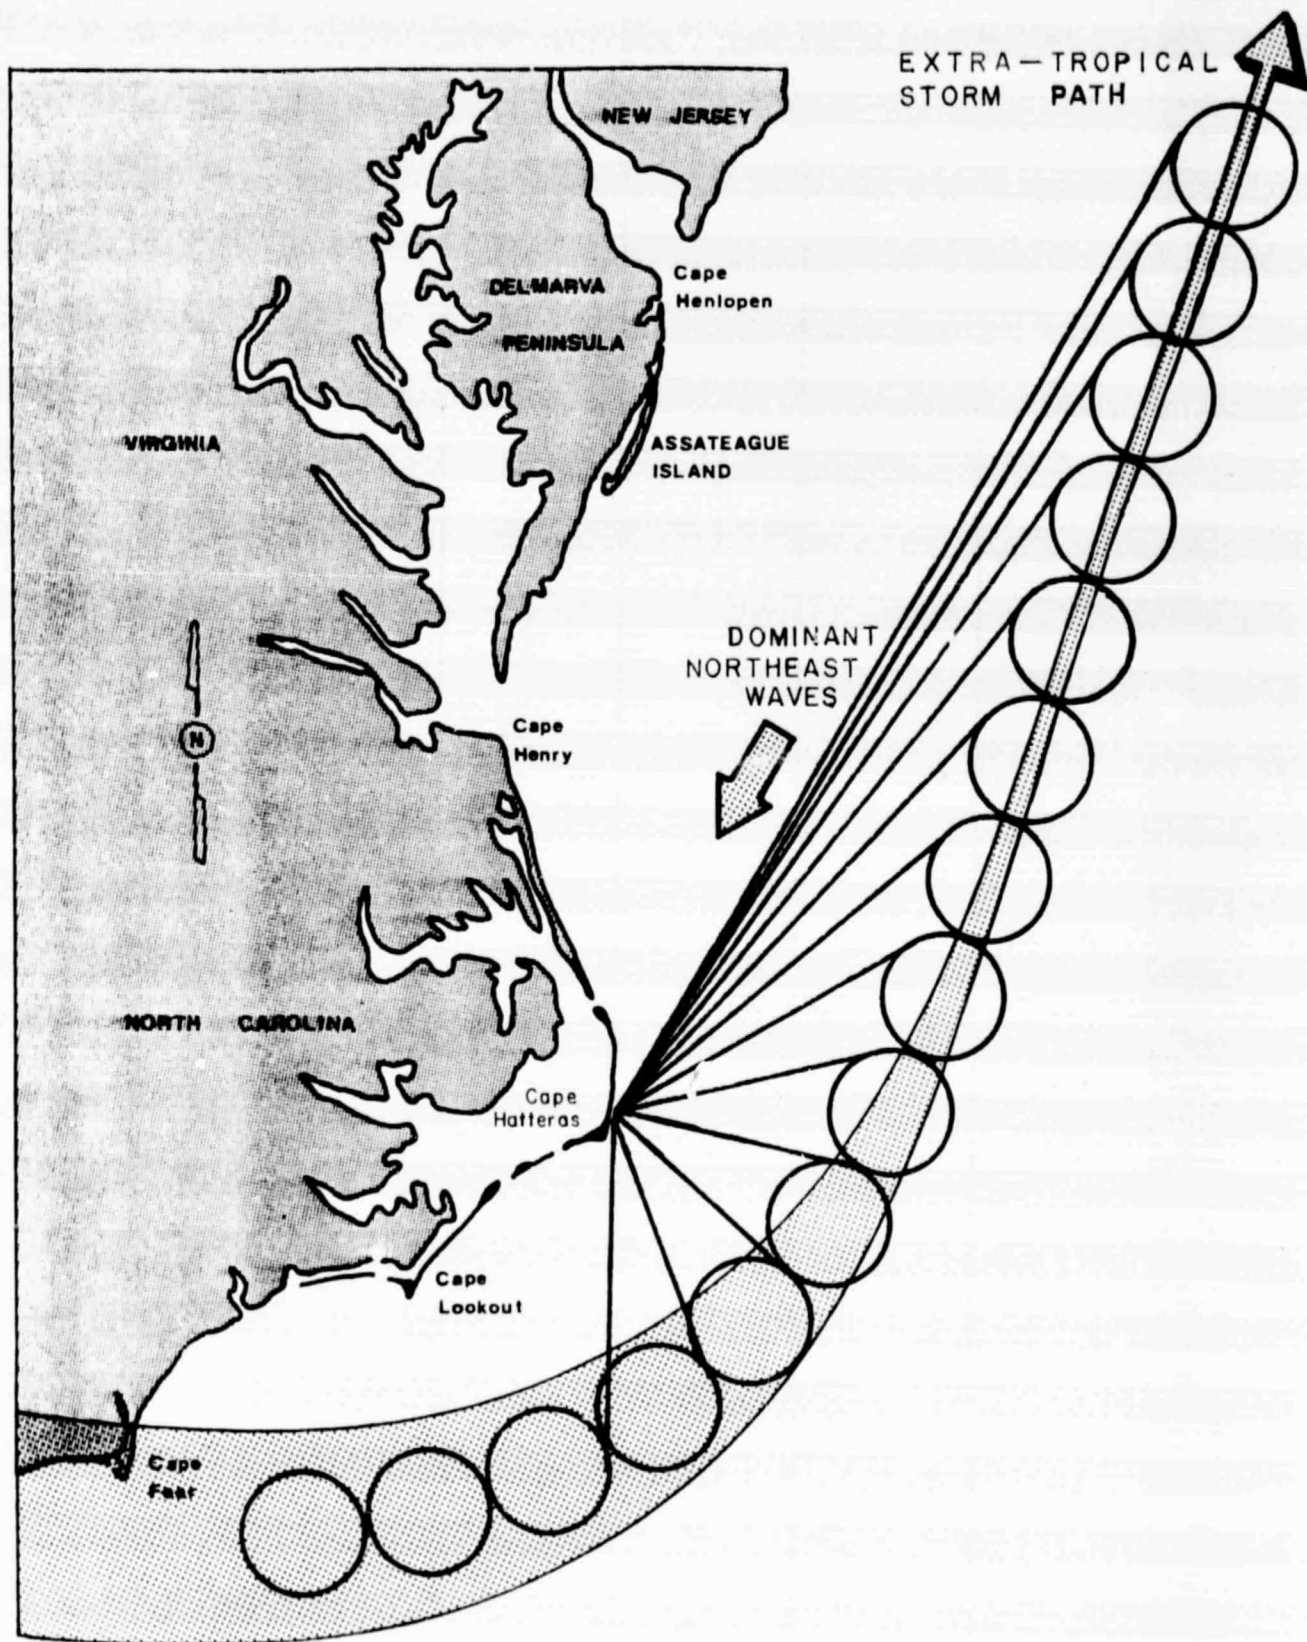 EXTRA-TROPICAL
STORM PATH
NEW JERSEY
Cape
Henlopen
DELMARVA
PENINSULA
VIRGINIA
ASSATEAGUE
ISLAND
DOMINANT
NORTHEAST
WAVES
Cape
Henry
N
NORTH CAROLINA
Cape
Hatteras
Cape
Lookout
Cape
Fear